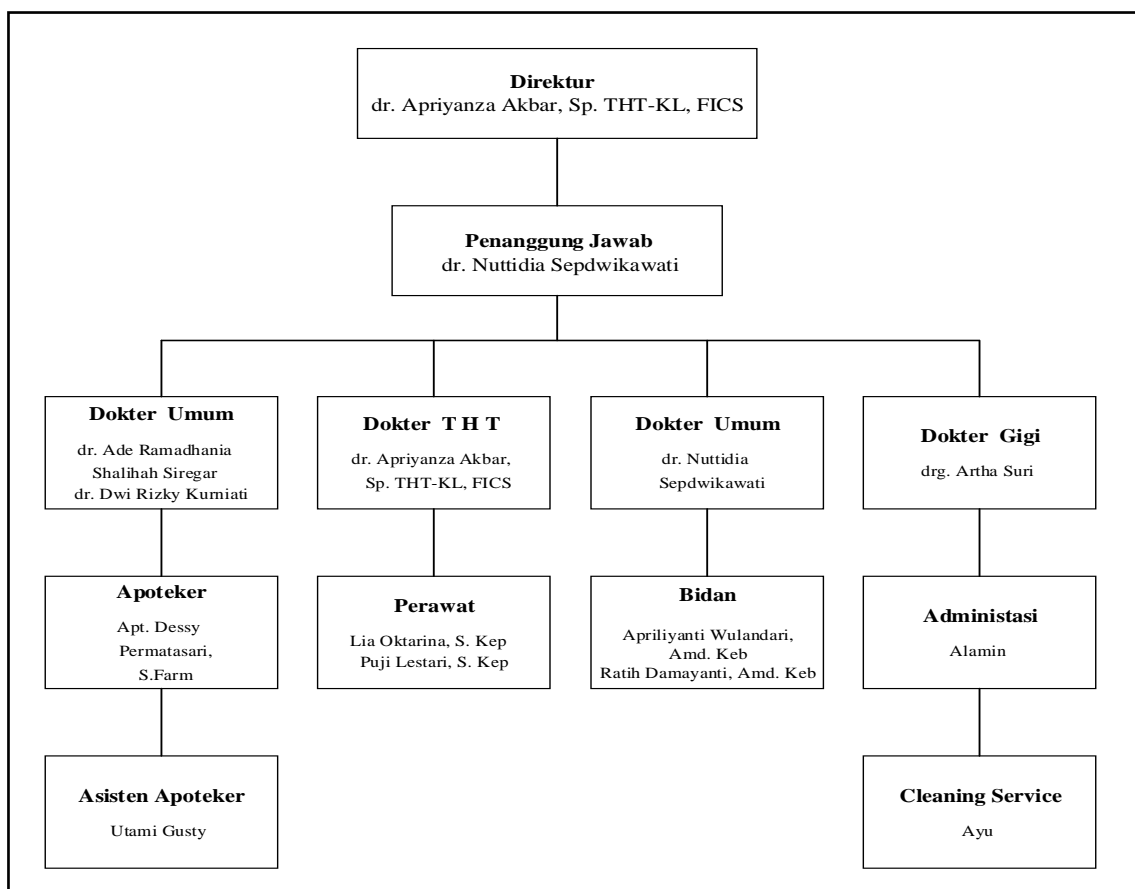 Direktur
dr. Apriyanza Akbar, Sp. THT-KL, FICS
Penanggung Jawab
dr. Nuttidia Sepdwikawati
Dokter Umum
dr. Ade Ramadhania
Shalihah Siregar
dr. Dwi Rizky Kurniati
Dokter T H T
dr. Apriyanza Akbar,
Sp. THT-KL, FICS
Dokter Umum
dr. Nuttidia
Sepdwikawati
Dokter Gigi
drg. Artha Suri
Apoteker
Apt. Dessy
Permatasari,
S.Farm
Perawat
Lia Oktarina, S. Kep
Puji Lestari, S. Kep
Bidan
Apriliyanti Wulandari,
Amd. Keb
Ratih Damayanti, Amd. Keb
Administasi
Alamin
Asisten Apoteker
Utami Gusty
Cleaning Service
Ayu